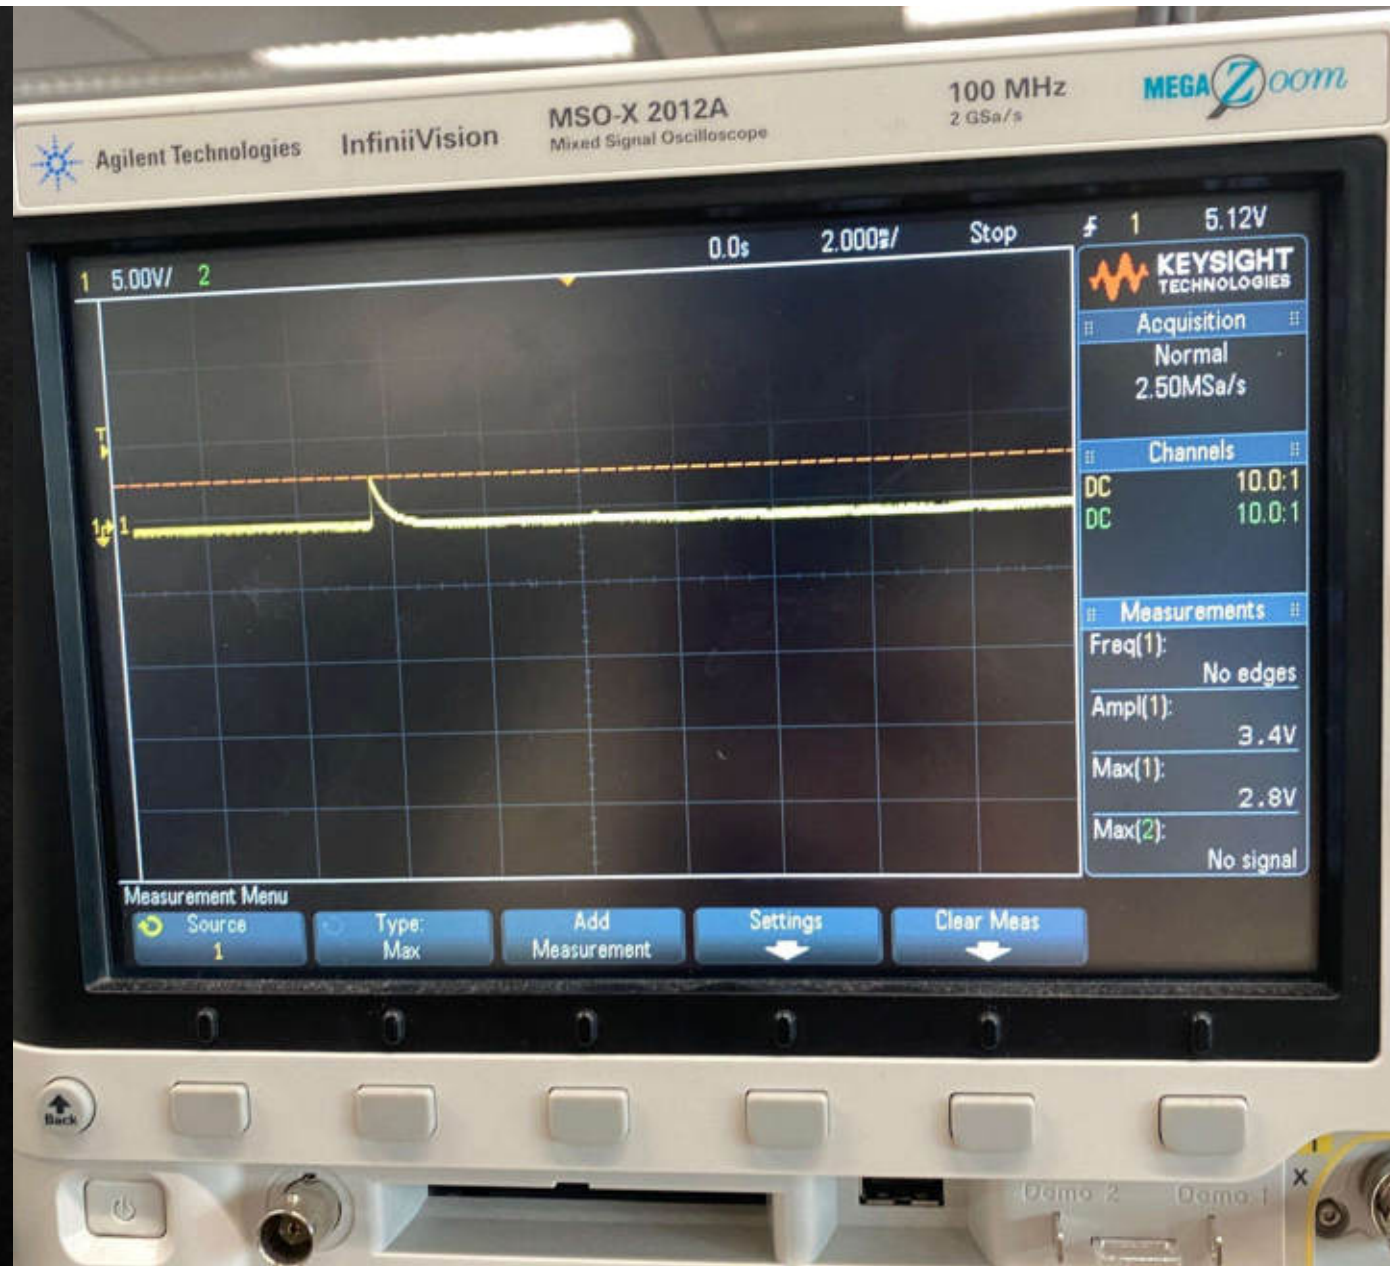 Agilent Technologies InfiniiVision MSO-X 2012A 100 MHz MEGA Zoom
Mixed Signal Oscilloscope 2 GSa/s
1 5.00V/ 2 0.0s 2.000ms/ Stop 1 5.12V
KEYSIGHT
TECHNOLOGIES
Acquisition
Normal
2.50MSa/s
T
Channels
DC 10.0:1
DC 10.0:1
1 1
Measurements
Freq(1):
No edges
Ampl(1):
3.4V
Max(1):
2.8V
Max(2):
No signal
Measurement Menu
Source Type: Add Settings Clear Meas
1 Max Measurement
Back
Demo 2 Demo 1 X